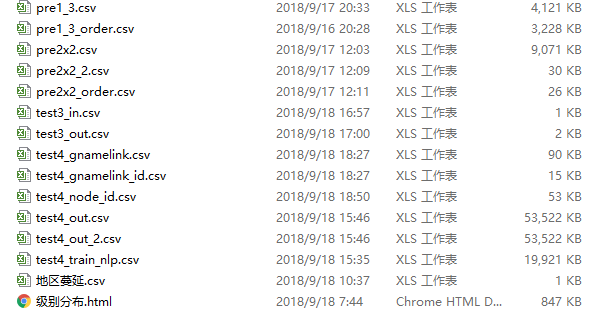 pre1_3.csv 2018/9/17 20:33 XLS 工作表 4,121 KB
pre1_3_order.csv 2018/9/16 20:28 XLS 工作表 3,228 KB
pre2x2.csv 2018/9/17 12:03 XLS 工作表 9,071 KB
pre2x2_2.csv 2018/9/17 12:09 XLS 工作表 30 KB
pre2x2_order.csv 2018/9/17 12:11 XLS 工作表 26 KB
test3_in.csv 2018/9/18 16:57 XLS 工作表 1 KB
test3_out.csv 2018/9/18 17:00 XLS 工作表 2 KB
test4_gnamelink.csv 2018/9/18 18:27 XLS 工作表 90 KB
test4_gnamelink_id.csv 2018/9/18 18:27 XLS 工作表 15 KB
test4_node_id.csv 2018/9/18 18:50 XLS 工作表 53 KB
test4_out.csv 2018/9/18 15:46 XLS 工作表 53,522 KB
test4_out_2.csv 2018/9/18 15:46 XLS 工作表 53,522 KB
test4_train_nlp.csv 2018/9/18 15:35 XLS 工作表 19,921 KB
地区蔓延.csv 2018/9/18 10:37 XLS 工作表 1 KB
级别分布.html 2018/9/18 7:44 Chrome HTML D... 847 KB